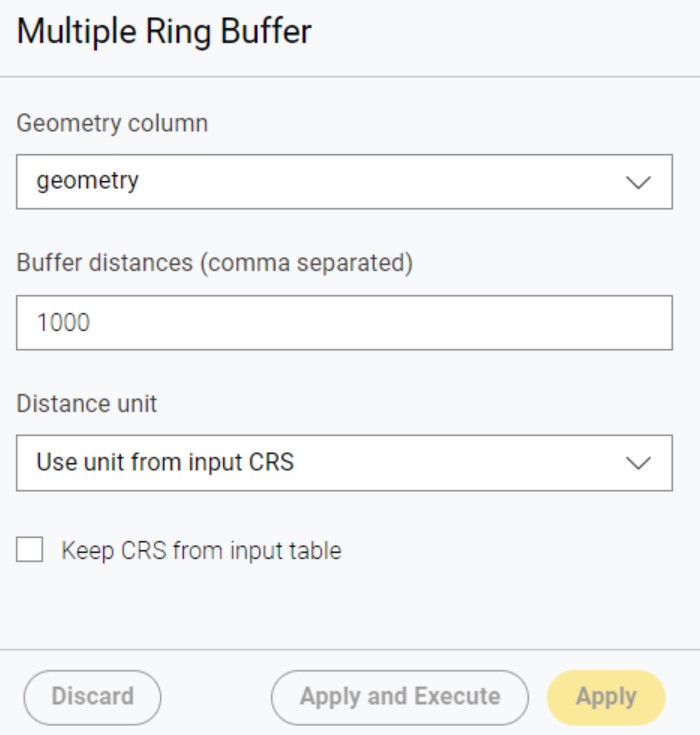 Multiple Ring Buffer
Geometry column
geometry
Buffer distances (comma separated)
1000
Distance unit
Use unit from input CRS
Keep CRS from input table
Discard
Apply and Execute
Apply